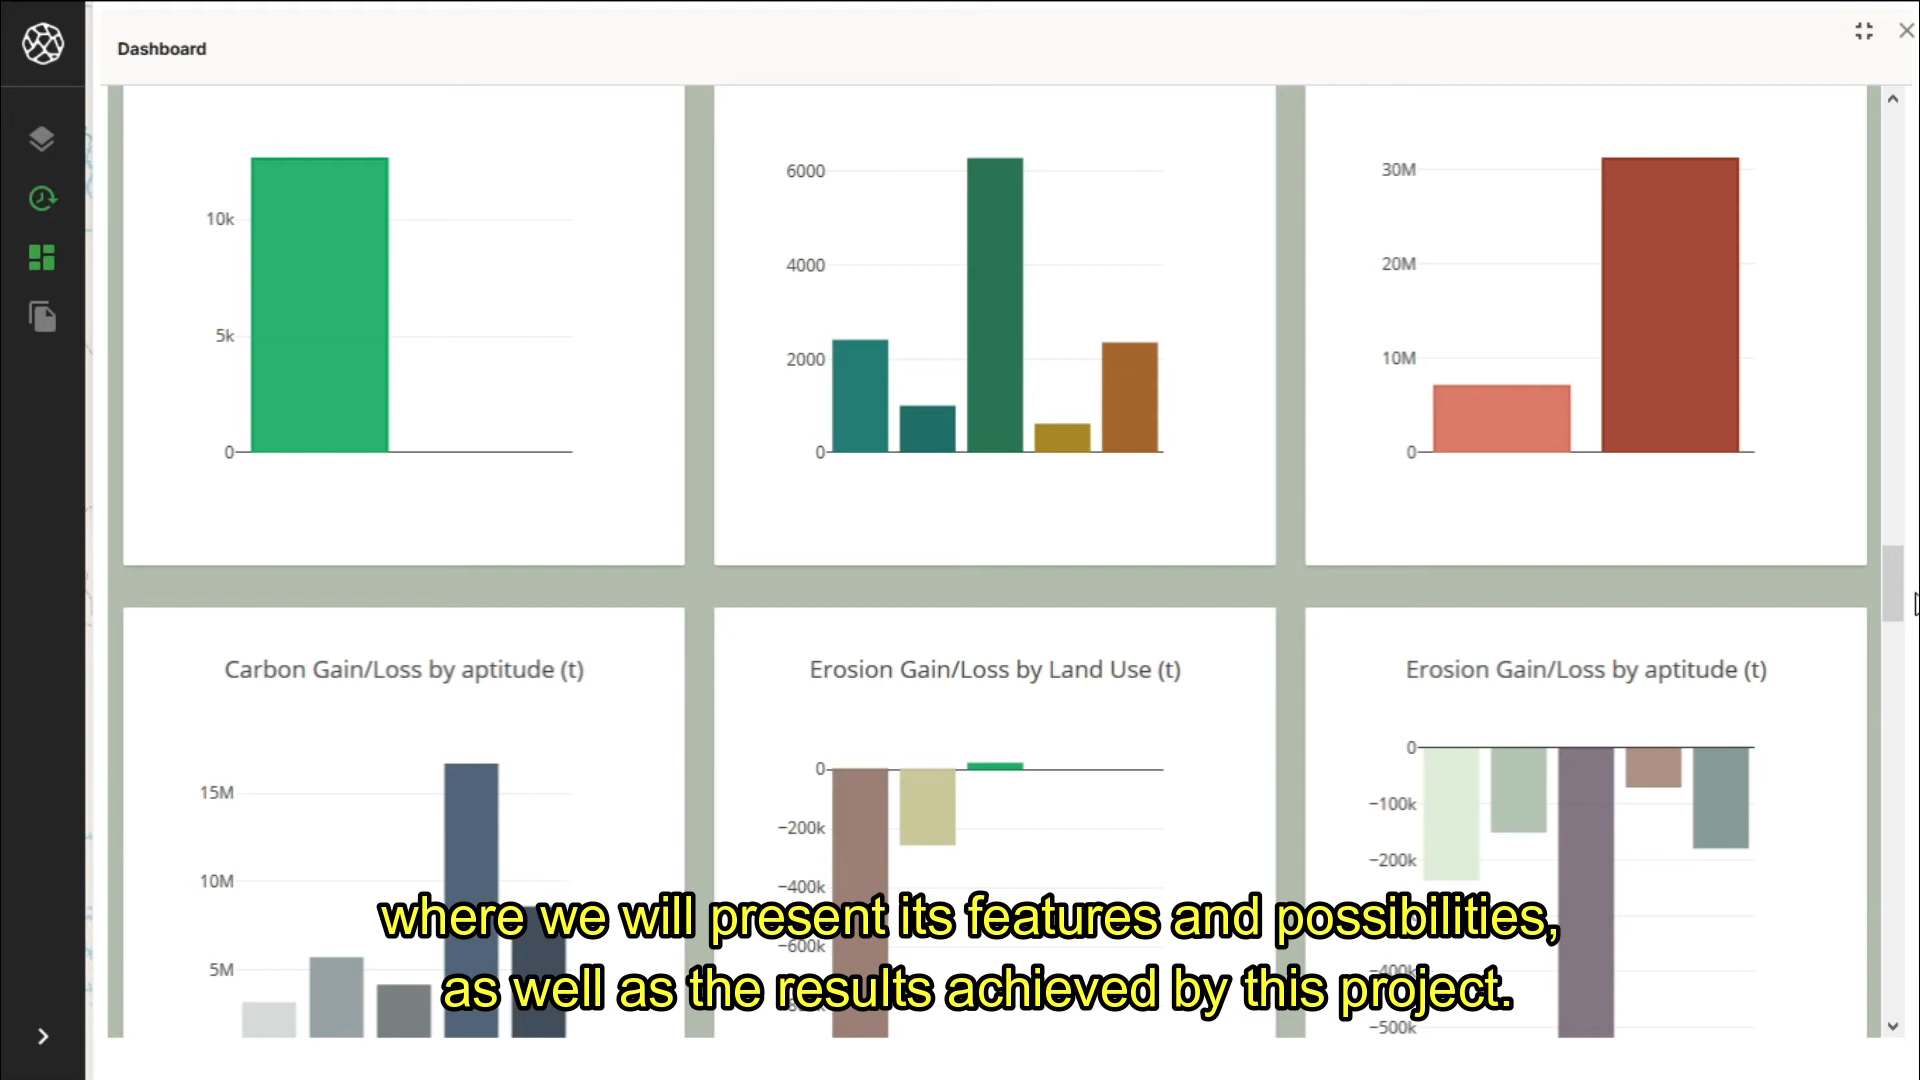 Dashboard
10k
5k
0
6000
4000
2000
0
30M
20M
10M
0
Carbon Gain/Loss by aptitude (t)
15M
10M
5M
Erosion Gain/Loss by Land Use (t)
0
−200k
−400k
−600k
Erosion Gain/Loss by aptitude (t)
0
−100k
−200k
−400k
−500k
where we will present its features and possibilities,
as well as the results achieved by this project.